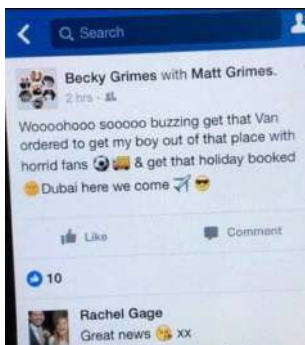 Search
Becky Grimes with Matt Grimes.
2 hrs
Woooohooo sooooo buzzing get that Van
ordered to get my boy out of that place with
horrid fans ⚽🚚 & get that holiday booked
🌞Dubai here we come ✈️😎
Like
Comment
10
Rachel Gage
Great news 😘 xx